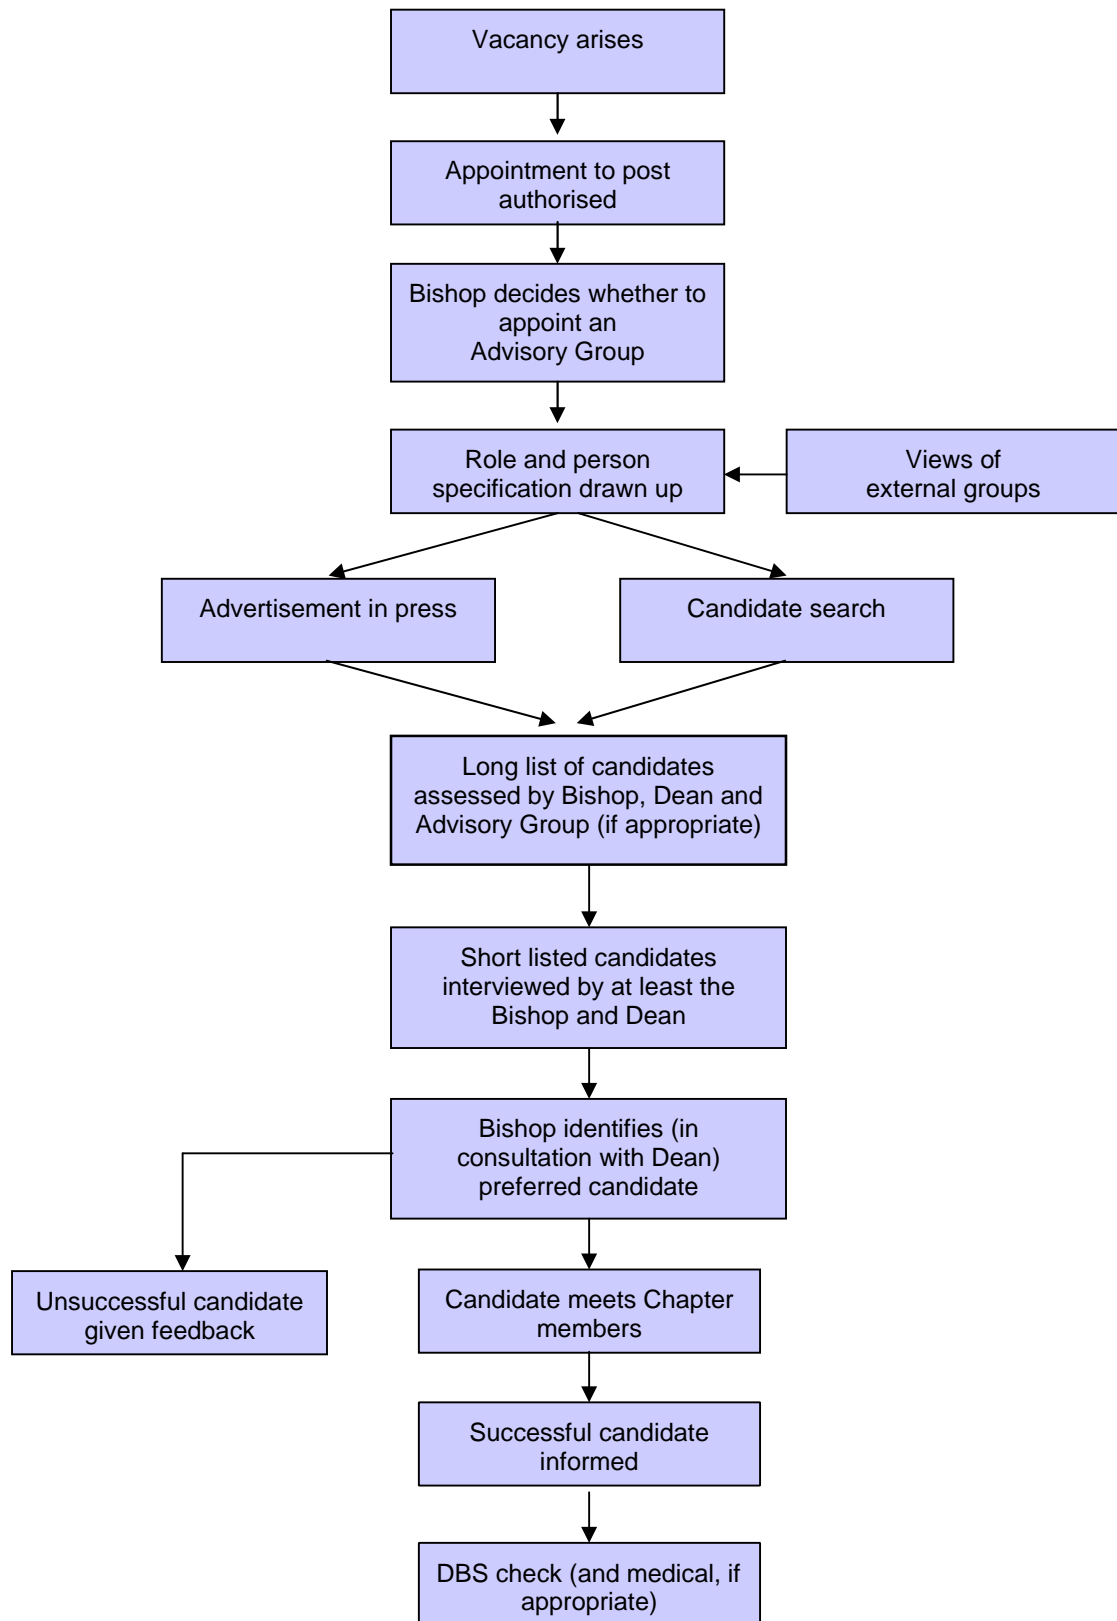 Vacancy arises
Appointment to post
authorised
Bishop decides whether to
appoint an
Advisory Group
Role and person
specification drawn up
Views of
external groups
Advertisement in press
Candidate search
Long list of candidates
assessed by Bishop, Dean and
Advisory Group (if appropriate)
Short listed candidates
interviewed by at least the
Bishop and Dean
Bishop identifies (in
consultation with Dean)
preferred candidate
Unsuccessful candidate
given feedback
Candidate meets Chapter
members
Successful candidate
informed
DBS check (and medical, if
appropriate)